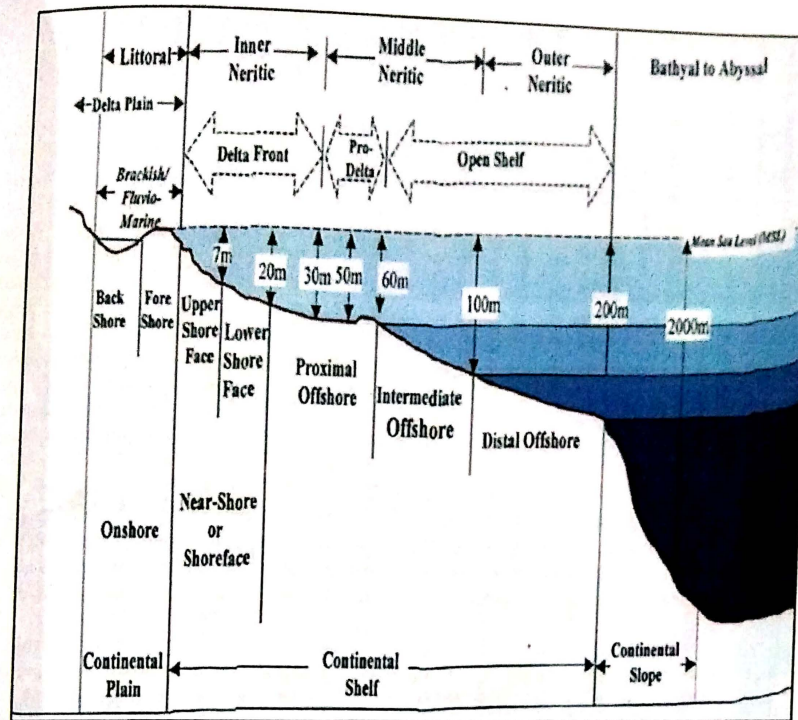 Littoral
Inner
Neritic
Middle
Neritic
Outer
Neritic
Bathyal to Abyssal
Delta Plain
Delta Front
Pro-
Delta
Open Shelf
Brackish/
Fluvio-
Marine
Mean Sea Level (MSL)
7m
20m
30m
50m
60m
100m
200m
2000m
Back
Shore
Fore
Shore
Upper
Shore
Face
Lower
Shore
Face
Proximal
Offshore
Intermediate
Offshore
Distal Offshore
Onshore
Near-Shore
or
Shoreface
Continental
Plain
Continental
Shelf
Continental
Slope